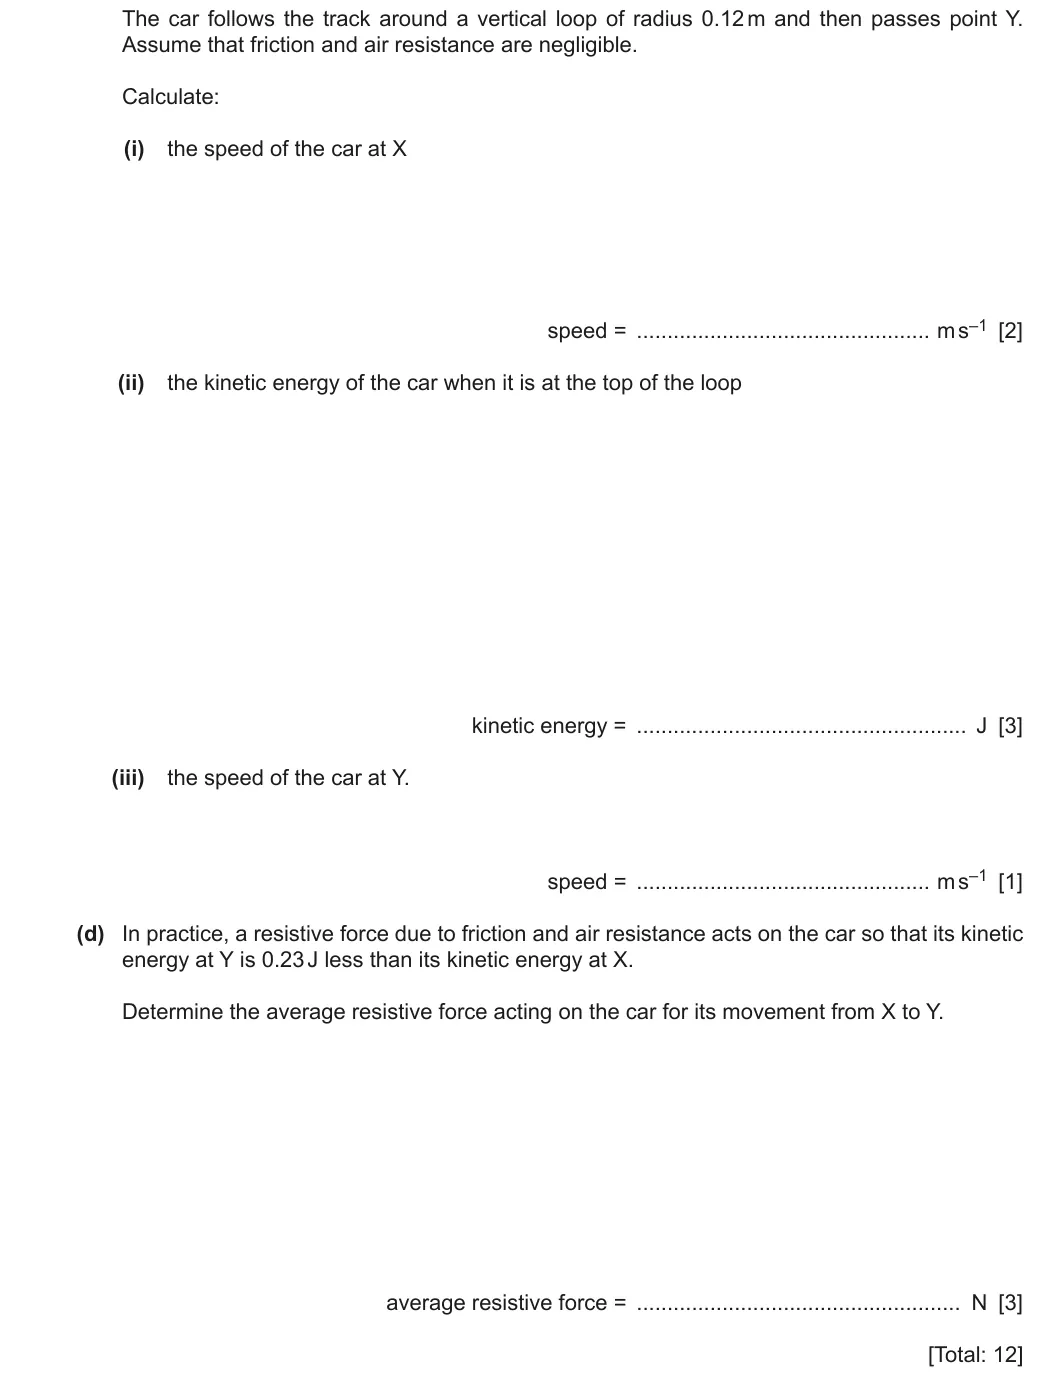 The car follows the track around a vertical loop of radius 0.12 m and then passes point Y.
Assume that friction and air resistance are negligible.
Calculate:
(i) the speed of the car at X
speed = ................................................ m s⁻¹ [2]
(ii) the kinetic energy of the car when it is at the top of the loop
kinetic energy = ...................................................... J [3]
(iii) the speed of the car at Y.
speed = ................................................ m s⁻¹ [1]
(d) In practice, a resistive force due to friction and air resistance acts on the car so that its kinetic
energy at Y is 0.23 J less than its kinetic energy at X.
Determine the average resistive force acting on the car for its movement from X to Y.
average resistive force = ..................................................... N [3]
[Total: 12]